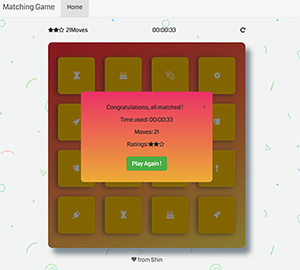 Matching Game Home
★★☆ 21Moves 00:00:33
Congratulations, all matched! ×
Time used: 00:00:33
Moves: 21
Ratings:★★☆
Play Again!
♥ from Shin